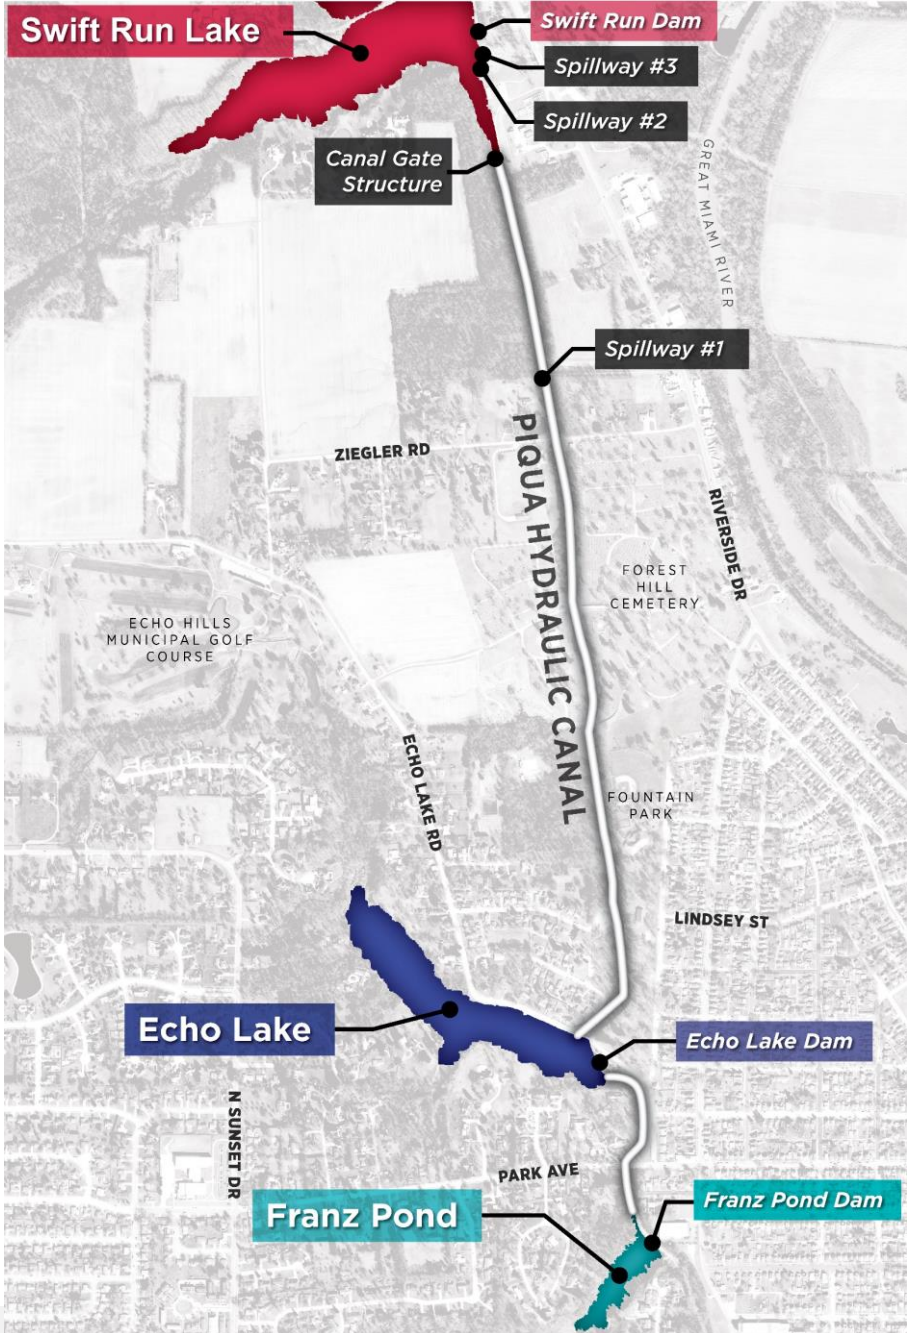 Swift Run Lake
Swift Run Dam
Spillway #3
Spillway #2
Canal Gate
Structure
GREAT MIAMI RIVER
Spillway #1
PIQUA HYDRAULIC CANAL
ZIEGLER RD
RIVERSIDE DR
FOREST
HILL
CEMETERY
ECHO HILLS
MUNICIPAL GOLF
COURSE
ECHO LAKE RD
FOUNTAIN
PARK
LINDSEY ST
Echo Lake
Echo Lake Dam
N SUNSET DR
PARK AVE
Franz Pond
Franz Pond Dam